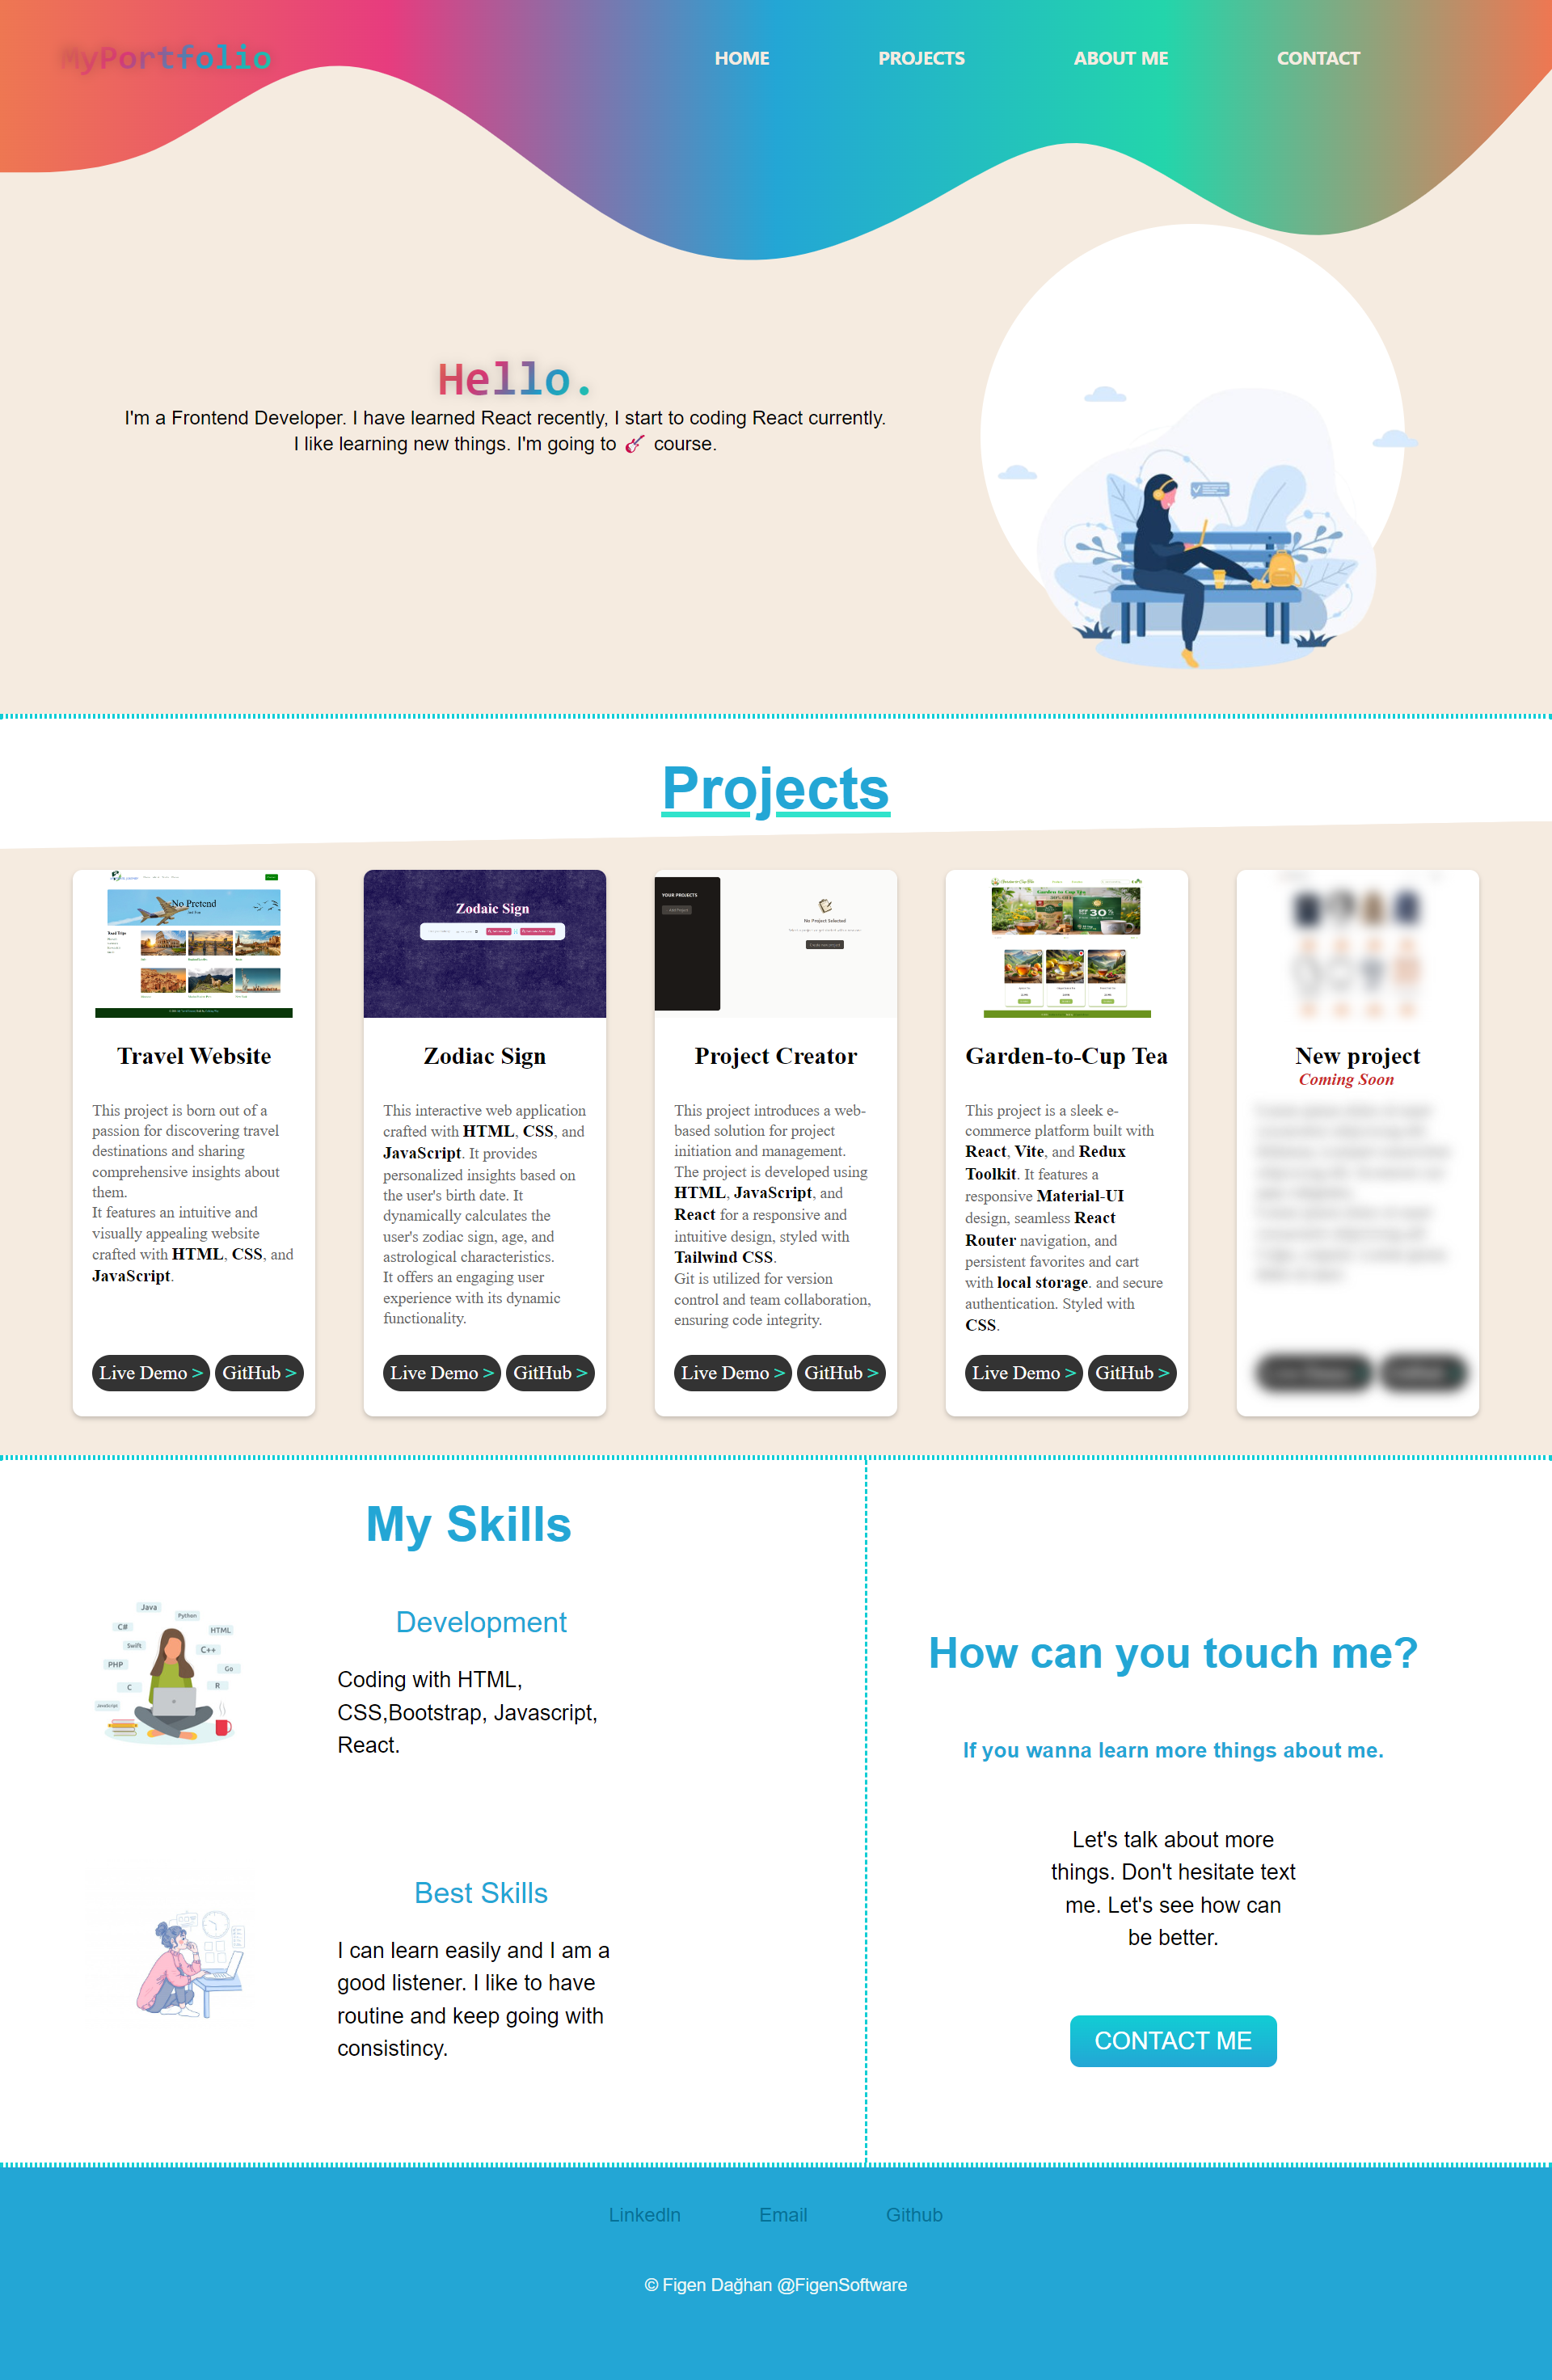 MyPortfolio
HOME
PROJECTS
ABOUT ME
CONTACT
Hello.
I'm a Frontend Developer. I have learned React recently, I start to coding React currently.
I like learning new things. I'm going to course.
Projects
No Pretend
Travel Website
This project is born out of a
passion for discovering travel
destinations and sharing
comprehensive insights about
them.
It features an intuitive and
visually appealing website
crafted with HTML, CSS, and
JavaScript.
Live Demo >
GitHub >
Zodaic Sign
Zodiac Sign
This interactive web application
crafted with HTML, CSS, and
JavaScript. It provides
personalized insights based on
the user's birth date. It
dynamically calculates the
user's zodiac sign, age, and
astrological characteristics.
It offers an engaging user
experience with its dynamic
functionality.
Live Demo >
GitHub >
YOUR PROJECTS
No Project Selected
Project Creator
This project introduces a web-
based solution for project
initiation and management.
The project is developed using
HTML, JavaScript, and
React for a responsive and
intuitive design, styled with
Tailwind CSS.
Git is utilized for version
control and team collaboration,
ensuring code integrity.
Live Demo >
GitHub >
Garden to Cup Tea
30%
Garden-to-Cup Tea
This project is a sleek e-
commerce platform built with
React, Vite, and Redux
Toolkit. It features a
responsive Material-UI
design, seamless React
Router navigation, and
persistent favorites and cart
with local storage. and secure
authentication. Styled with
CSS.
Live Demo >
GitHub >
New project
Coming Soon
My Skills
Java
Python
C#
HTML
Swift
C++
PHP
Go
C
R
JavaScript
Development
Coding with HTML,
CSS,Bootstrap, Javascript,
React.
Best Skills
I can learn easily and I am a
good listener. I like to have
routine and keep going with
consistincy.
How can you touch me?
If you wanna learn more things about me.
Let's talk about more
things. Don't hesitate text
me. Let's see how can
be better.
CONTACT ME
LinkedIn
Email
Github
© Figen Dağhan @FigenSoftware